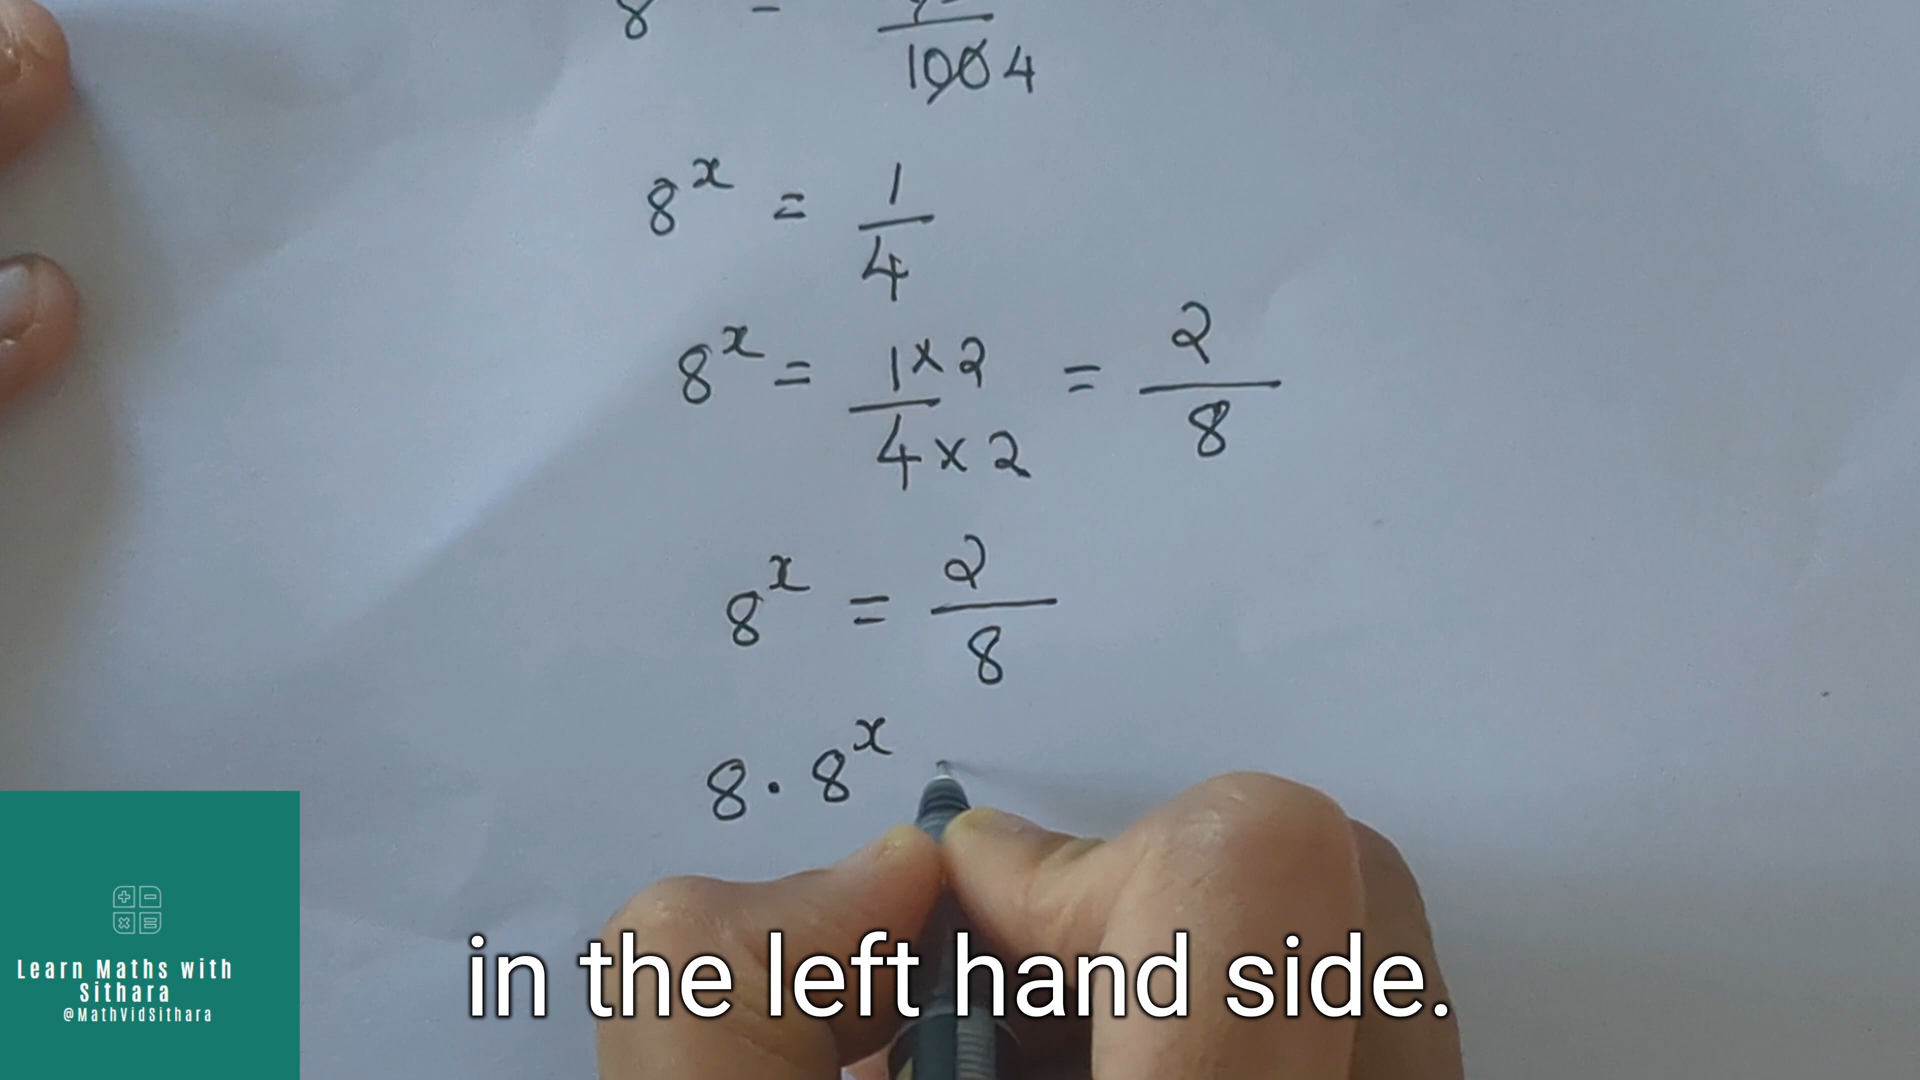 8 =
1004
8^x = 1/4
8^x = 1×2/4×2 = 2/8
8^x = 2/8
8 · 8^x
in the left hand side.
Learn Maths with
Sithara
@MathVidSithara